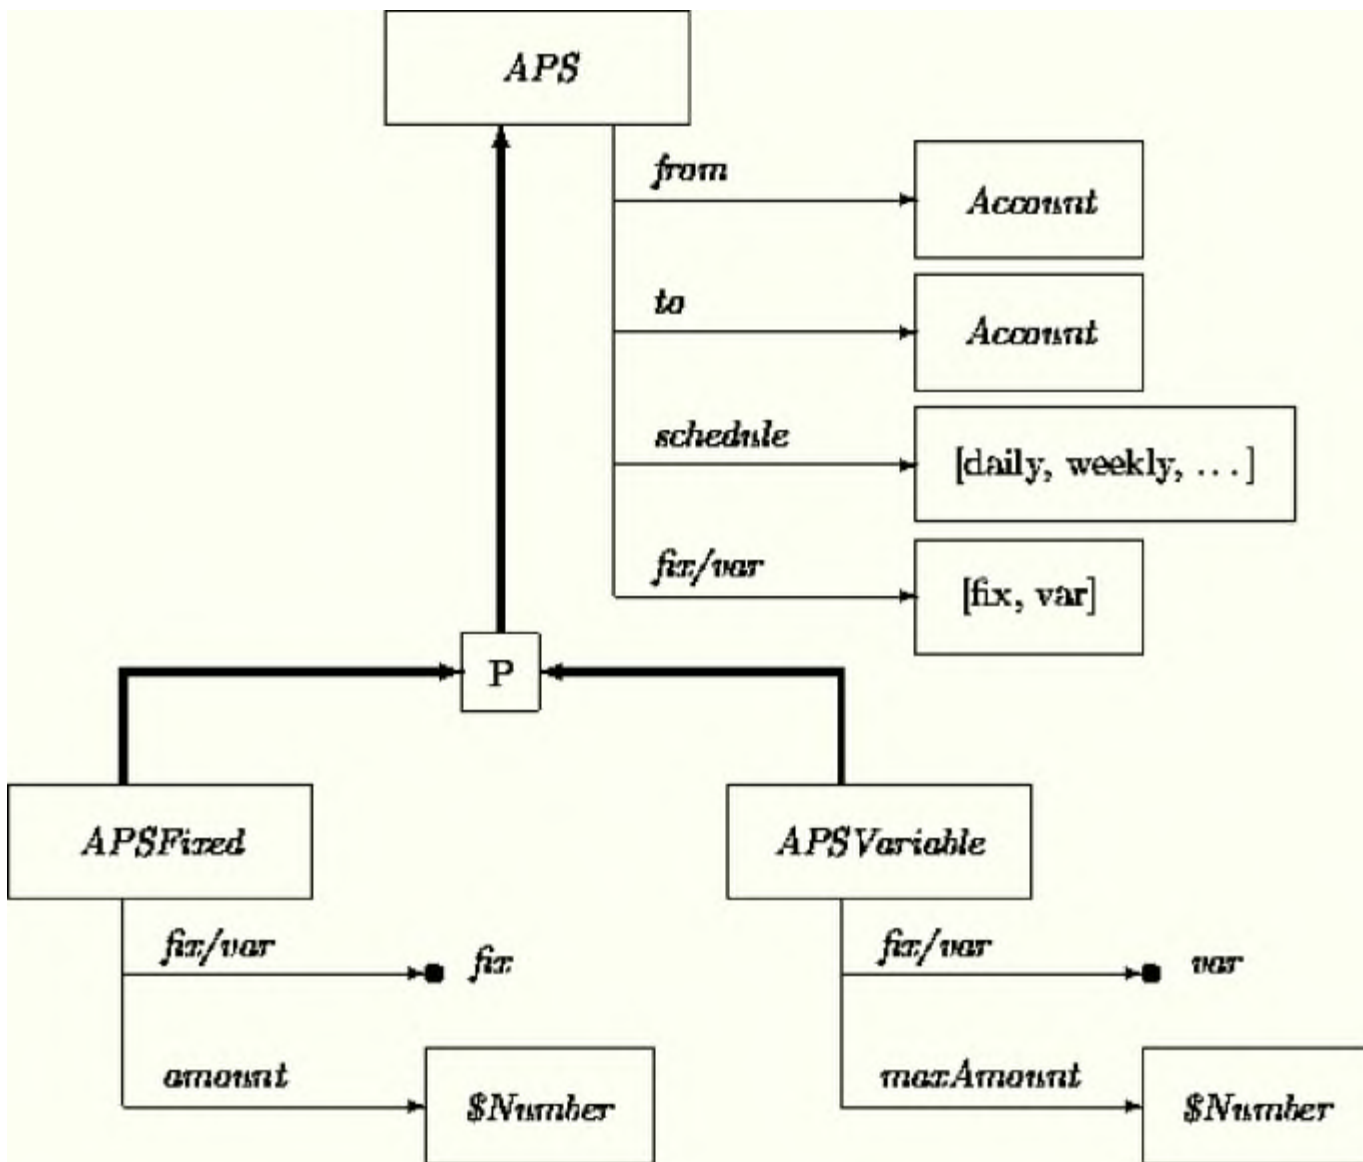 APS
from
Account
to
Account
schedule
[daily, weekly, ...]
fix/var
[fix, var]
P
APSFixed
APSVariable
fix/var
fix
fix/var
var
amount
$Number
maxAmount
$Number